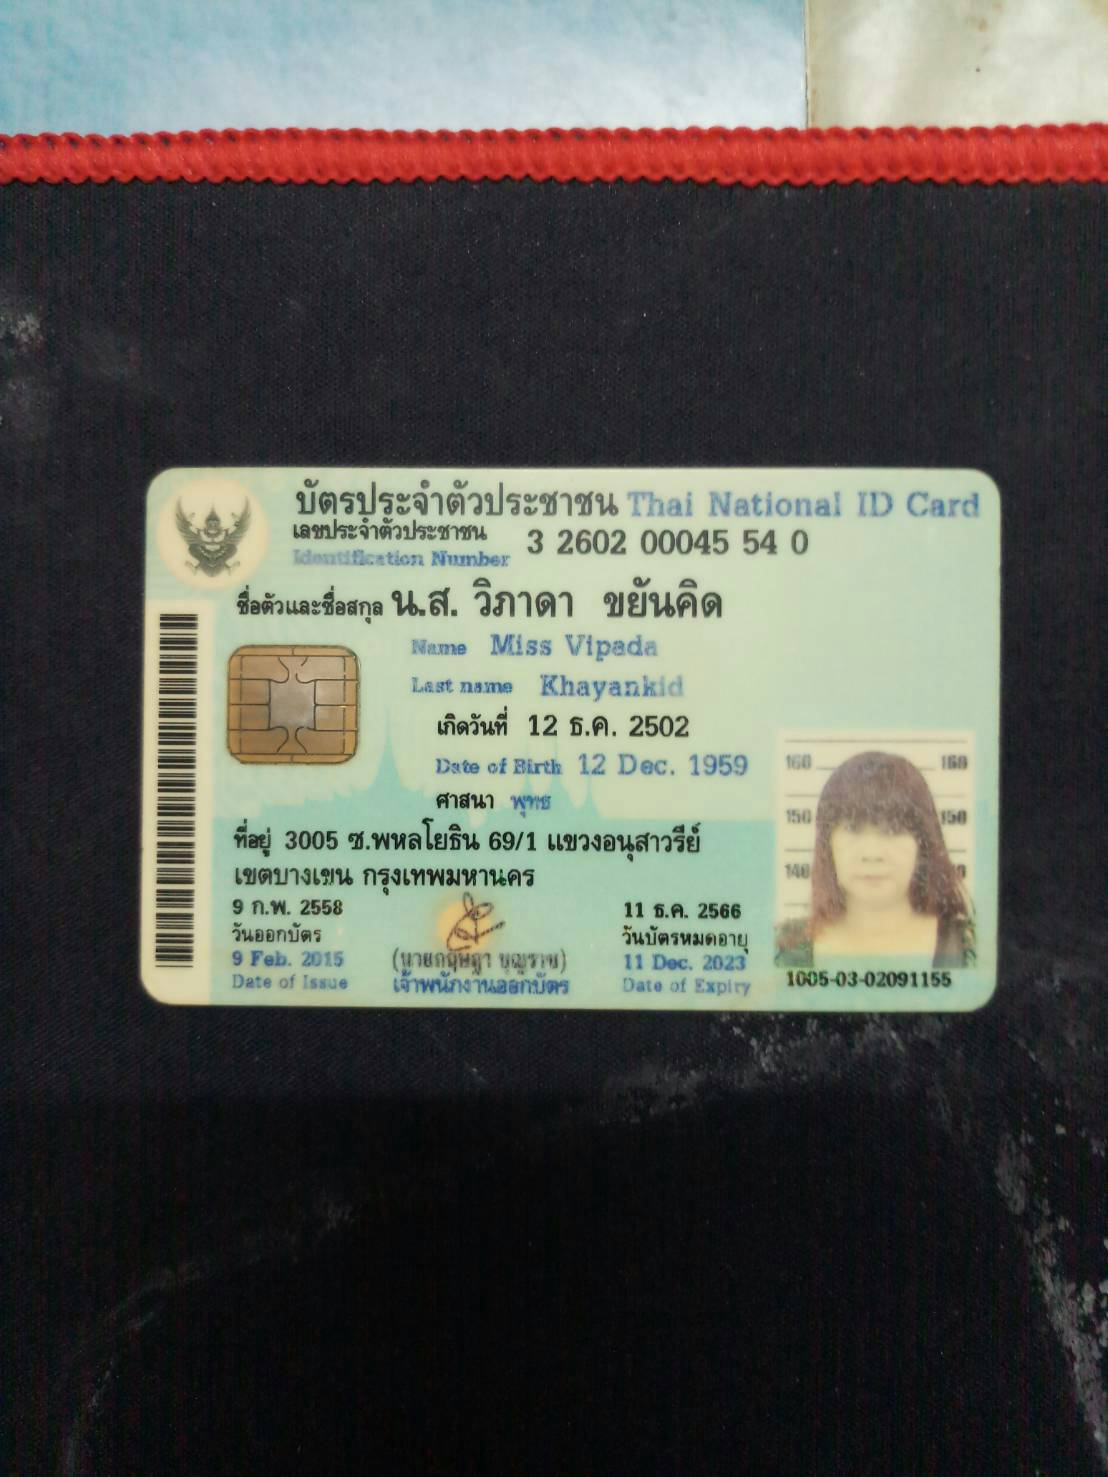 บัตรประจำตัวประชาชน Thai National ID Card
เลขประจำตัวประชาชน 3 2602 00045 54 0
Identification Number
ชื่อตัวและชื่อสกุล น.ส. วิภาดา ขยันคิด
Name Miss Vipada
Last name Khayankid
เกิดวันที่ 12 ธ.ค. 2502
Date of Birth 12 Dec. 1959
ศาสนา พุทธ
ที่อยู่ 3005 ซ.พหลโยธิน 69/1 แขวงอนุสาวรีย์
เขตบางเขน กรุงเทพมหานคร
9 ก.พ. 2558
วันออกบัตร
9 Feb. 2015
Date of Issue
(นายกฤษฎา บุญราช)
เจ้าพนักงานออกบัตร
11 ธ.ค. 2566
วันบัตรหมดอายุ
11 Dec. 2023
Date of Expiry
160 160
150 150
140
1005-03-02091155